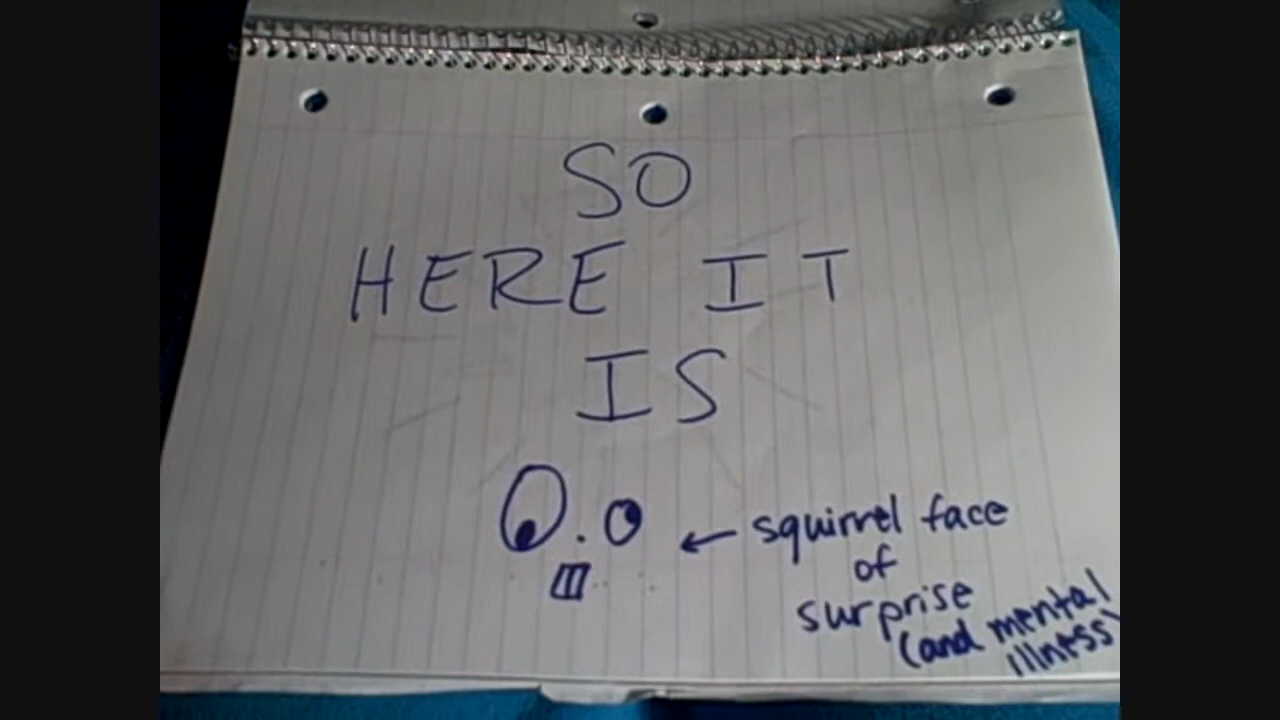 SO
HERE IT
IS
O.o ← squirrel face
of
surprise
(and mental
illness)